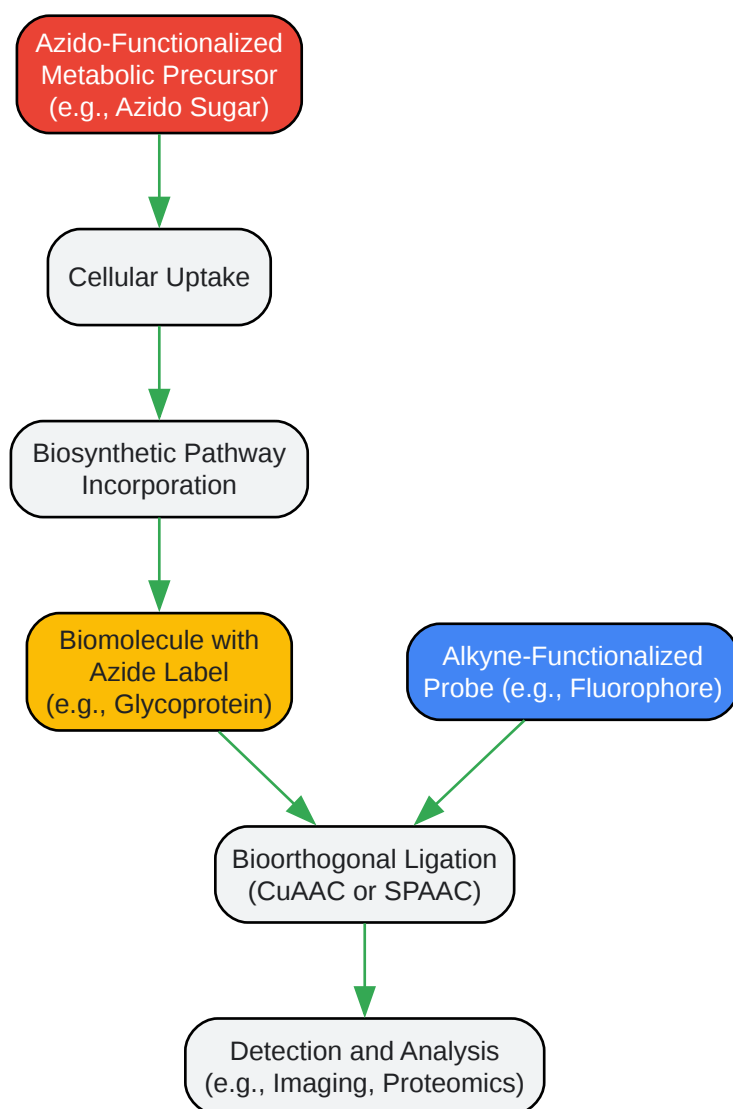 Azido-Functionalized
Metabolic Precursor
(e.g., Azido Sugar)
Cellular Uptake
Biosynthetic Pathway
Incorporation
Biomolecule with
Azide Label
(e.g., Glycoprotein)
Alkyne-Functionalized
Probe (e.g., Fluorophore)
Bioorthogonal Ligation
(CuAAC or SPAAC)
Detection and Analysis
(e.g., Imaging, Proteomics)